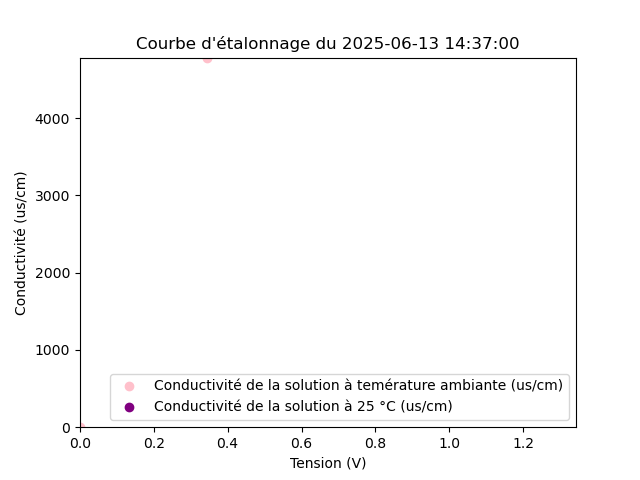 Courbe d'étalonnage du 2025-06-13 14:37:00
Conductivité (us/cm)
4000
3000
2000
1000
0
Conductivité de la solution à temérature ambiante (us/cm)
Conductivité de la solution à 25 °C (us/cm)
0.0 0.2 0.4 0.6 0.8 1.0 1.2
Tension (V)